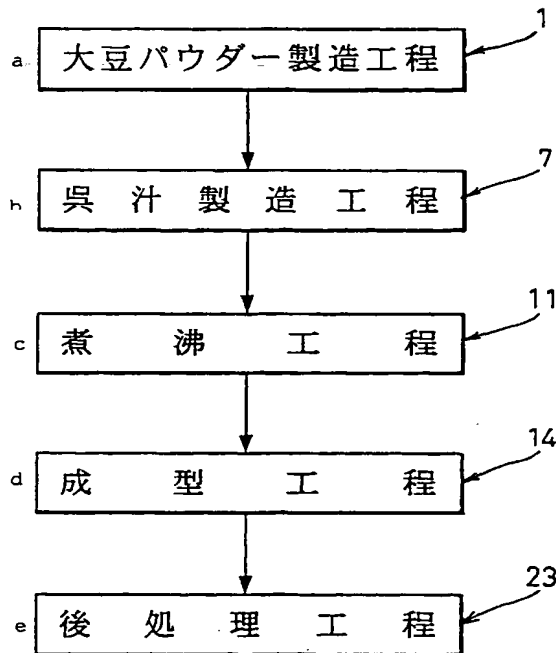 1
a 大豆パウダー製造工程
7
b 呉汁製造工程
11
c 煮沸工程
14
d 成型工程
23
e 後処理工程